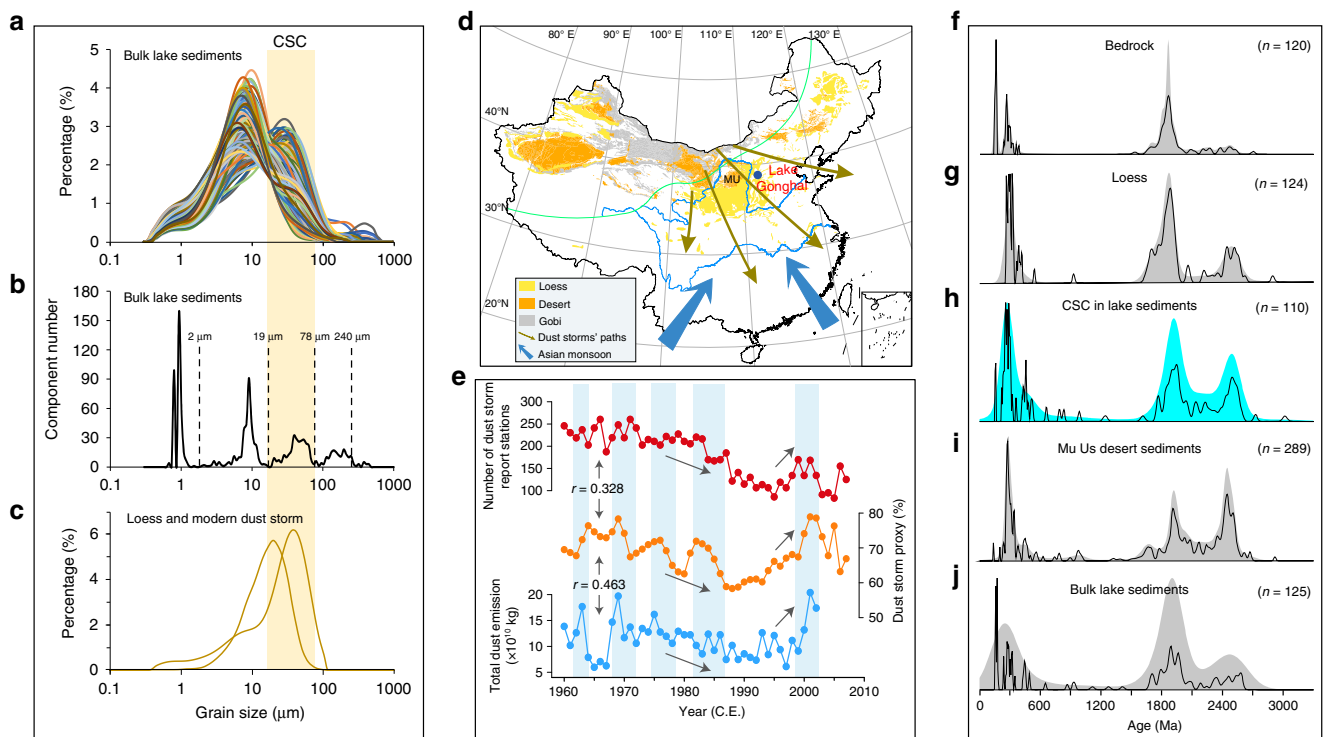 a
CSC
Bulk lake sediments
Percentage (%)
5
4
3
2
1
0
0.1 1 10 100 1000
b
Bulk lake sediments
Component number
180
150
120
90
60
30
0
2 µm 19 µm 78 µm 240 µm
0.1 1 10 100 1000
c
Loess and modern dust storm
Percentage (%)
6
4
2
0
0.1 1 10 100 1000
Grain size (µm)
d
80° E 90° E 100° E 110° E 120° E 130° E
40°N
30°N
20°N
MU
Lake
Gonghai
Loess
Desert
Gobi
Dust storms' paths
Asian monsoon
e
Number of dust storm
report stations
300
250
200
150
100
r = 0.328
Dust storm proxy (%)
80
70
60
50
r = 0.463
Total dust emission
(×10¹⁰ kg)
20
15
10
5
1960 1970 1980 1990 2000 2010
Year (C.E.)
f
Bedrock (n = 120)
g
Loess (n = 124)
h
CSC in lake sediments (n = 110)
i
Mu Us desert sediments (n = 289)
j
Bulk lake sediments (n = 125)
0 600 1200 1800 2400 3000
Age (Ma)